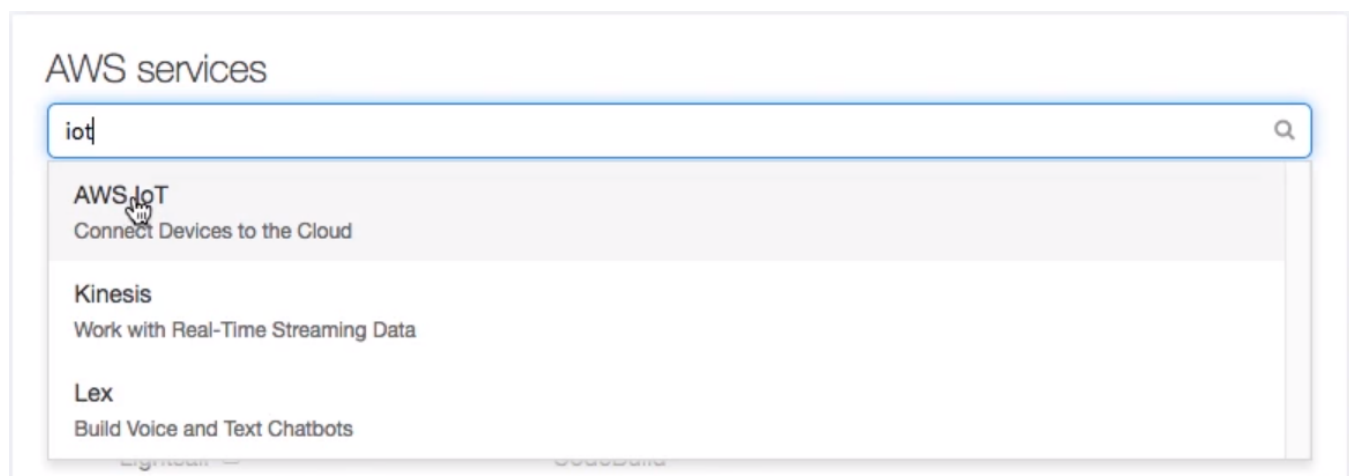 AWS services
iot
AWS IoT
Connect Devices to the Cloud
Kinesis
Work with Real-Time Streaming Data
Lex
Build Voice and Text Chatbots